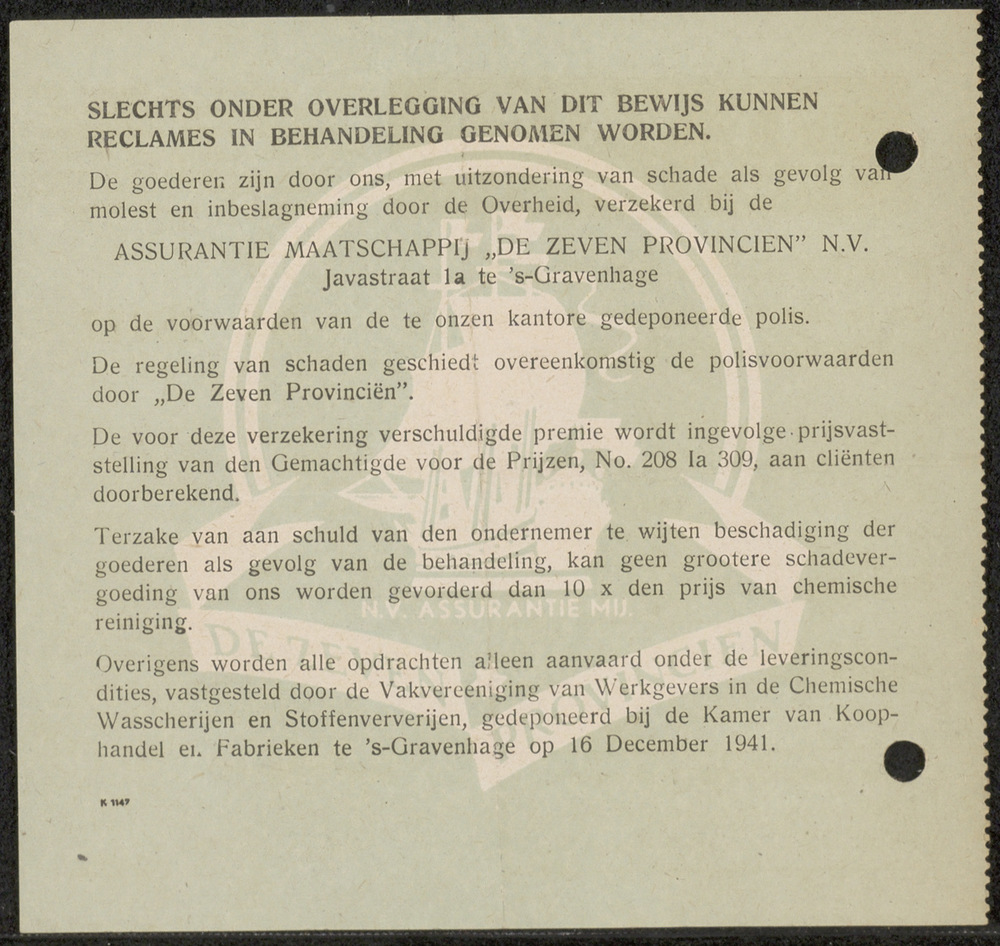 SLECHTS ONDER OVERLEGGING VAN DIT BEWIJS KUNNEN
RECLAMES IN BEHANDELING GENOMEN WORDEN.
De goederen zijn door ons, met uitzondering van schade als gevolg van
molest en inbeslagneming door de Overheid, verzekerd bij de
ASSURANTIE MAATSCHAPPIJ „DE ZEVEN PROVINCIEN” N.V.
Javastraat 1a te 's-Gravenhage
op de voorwaarden van de te onzen kantore gedeponeerde polis.
De regeling van schaden geschiedt overeenkomstig de polisvoorwaarden
door „De Zeven Provinciën”.
De voor deze verzekering verschuldigde premie wordt ingevolge prijsvast-
stelling van den Gemachtigde voor de Prijzen, No. 208 Ia 309, aan cliënten
doorberekend.
Terzake van aan schuld van den ondernemer te wijten beschadiging der
goederen als gevolg van de behandeling, kan geen grootere schadever-
goeding van ons worden gevorderd dan 10 x den prijs van chemische
reiniging.
N.V. ASSURANTIE MIJ.
DE ZEVEN PROVINCIEN
Overigens worden alle opdrachten alleen aanvaard onder de leveringscon-
dities, vastgesteld door de Vakvereeniging van Werkgevers in de Chemische
Wasscherijen en Stoffenververijen, gedeponeerd bij de Kamer van Koop-
handel en Fabrieken te 's-Gravenhage op 16 December 1941.
K 1147